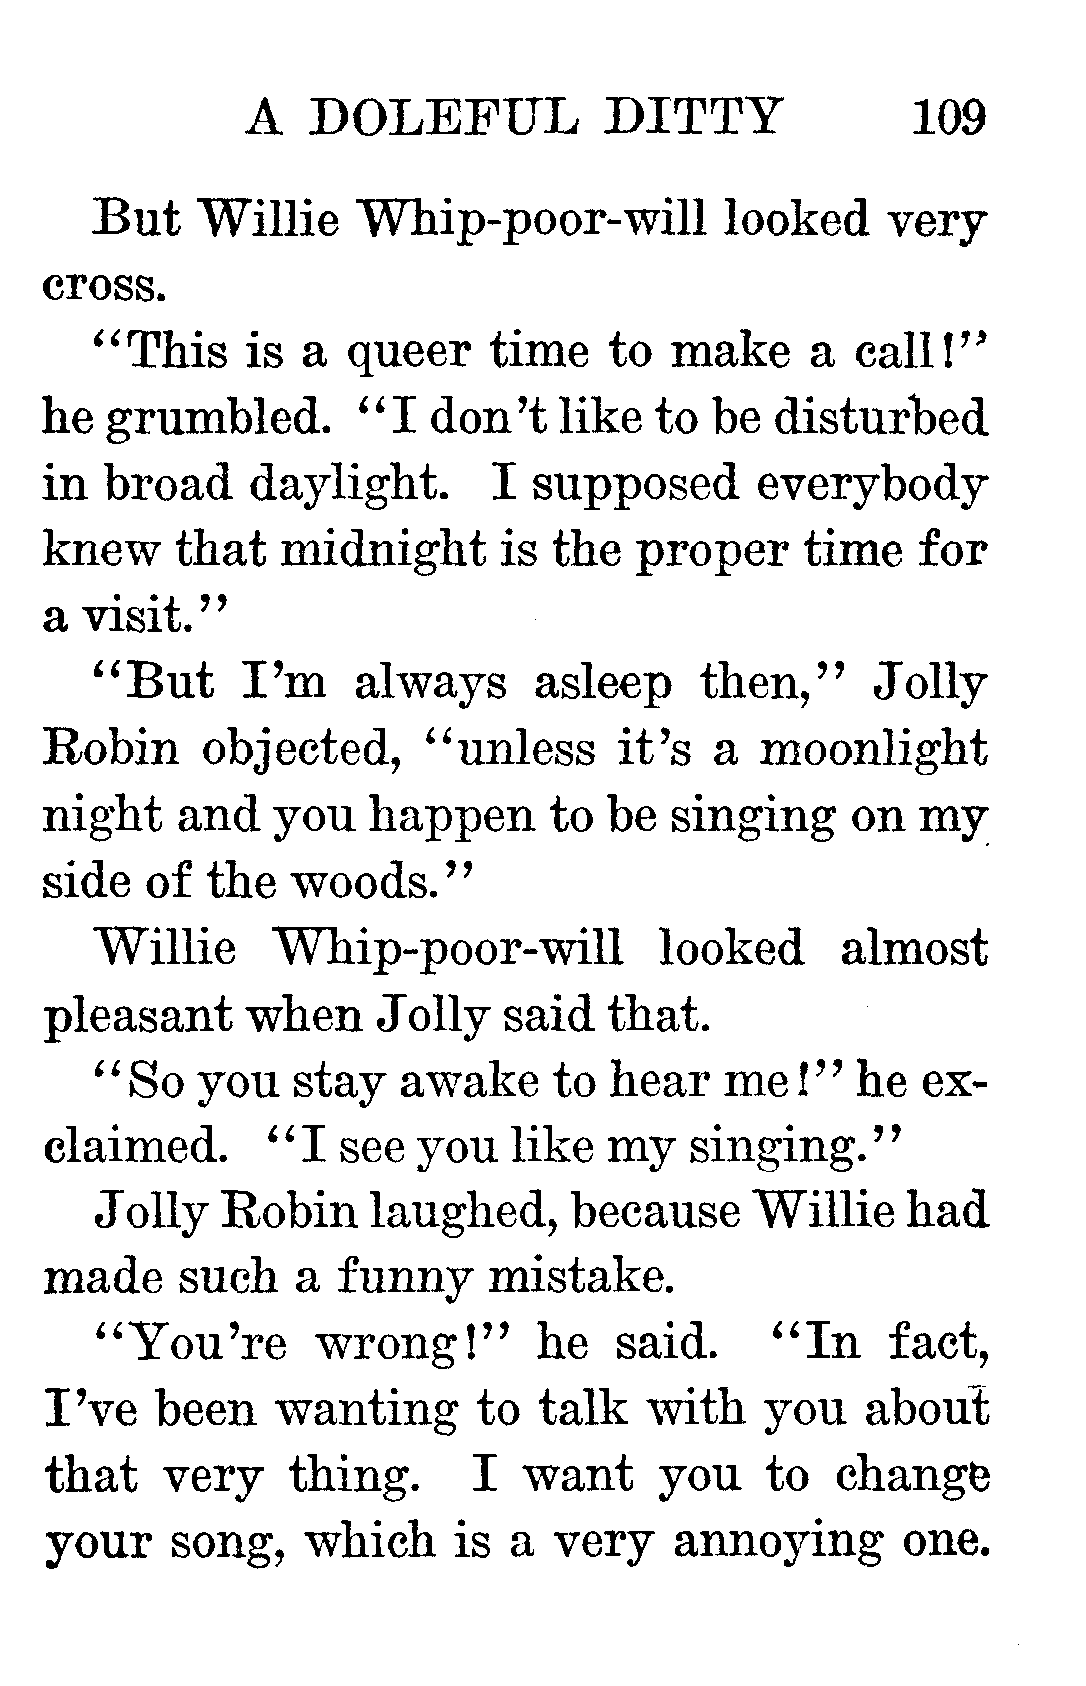 A DOLEFUL DITTY 109
But Willie Whip-poor-will looked very
cross.
“This is a queer time to make a call!”
he grumbled. “I don’t like to be disturbed
in broad daylight. I supposed everybody
knew that midnight is the proper time for
a visit.”
“But I’m always asleep then,” Jolly
Robin objected, “unless it’s a moonlight
night and you happen to be singing on my
side of the woods.”
Willie Whip-poor-will looked almost
pleasant when Jolly said that.
“So you stay awake to hear me!” he ex-
claimed. “I see you like my singing.”
Jolly Robin laughed, because Willie had
made such a funny mistake.
“You’re wrong!” he said. “In fact,
I’ve been wanting to talk with you about
that very thing. I want you to change
your song, which is a very annoying one.